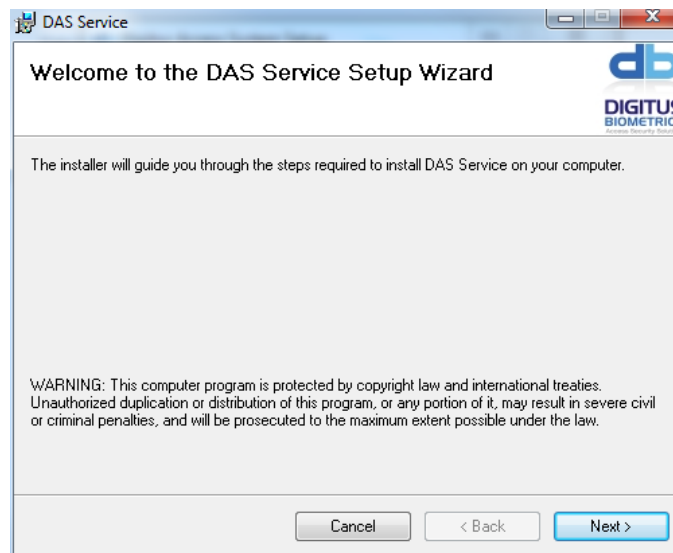 DAS Service
Welcome to the DAS Service Setup Wizard
db
DIGITUS
BIOMETRIC
Access Security
The installer will guide you through the steps required to install DAS Service on your computer.
WARNING: This computer program is protected by copyright law and international treaties.
Unauthorized duplication or distribution of this program, or any portion of it, may result in severe civil
or criminal penalties, and will be prosecuted to the maximum extent possible under the law.
Cancel
< Back
Next >